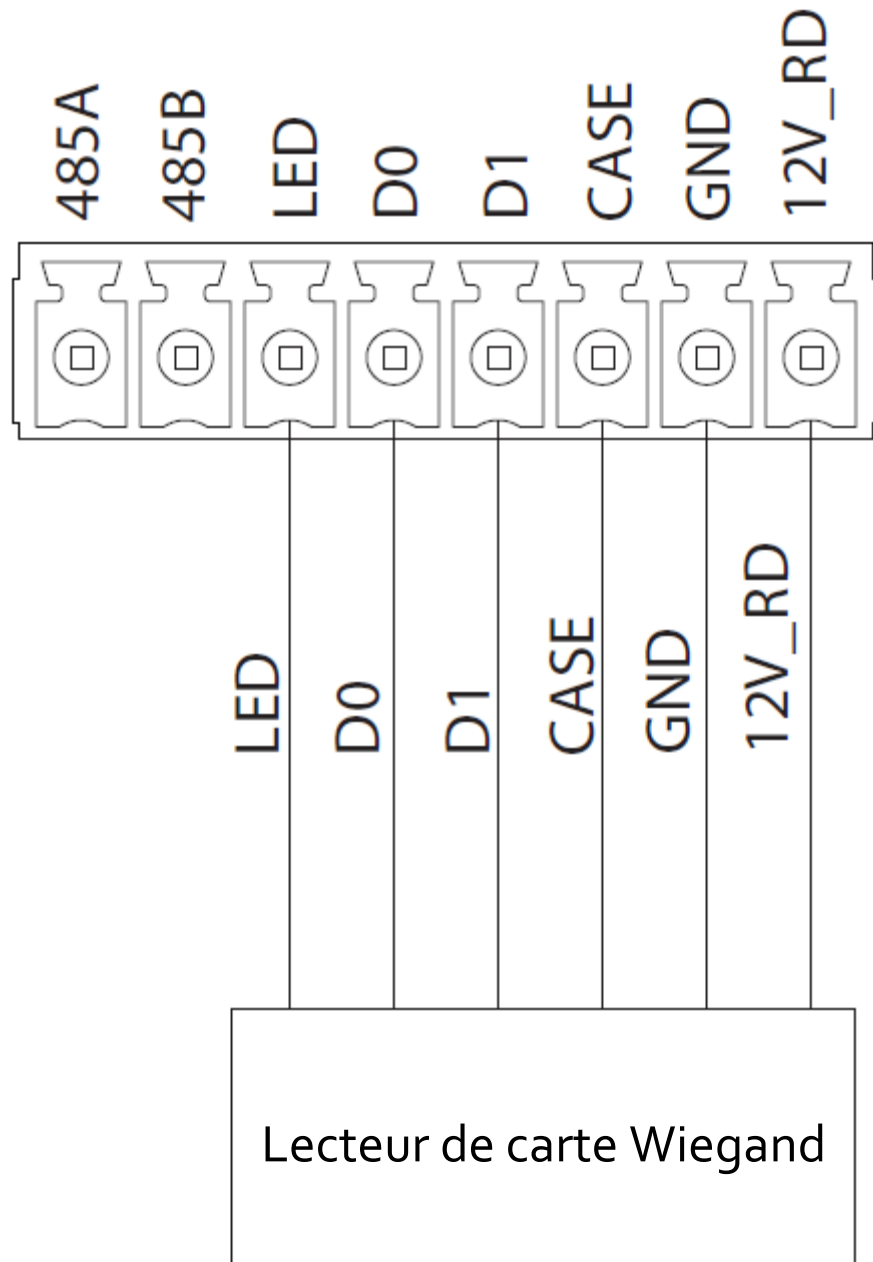 485A
485B
LED
D0
D1
CASE
GND
12V_RD
LED
D0
D1
CASE
GND
12V_RD
Lecteur de carte Wiegand